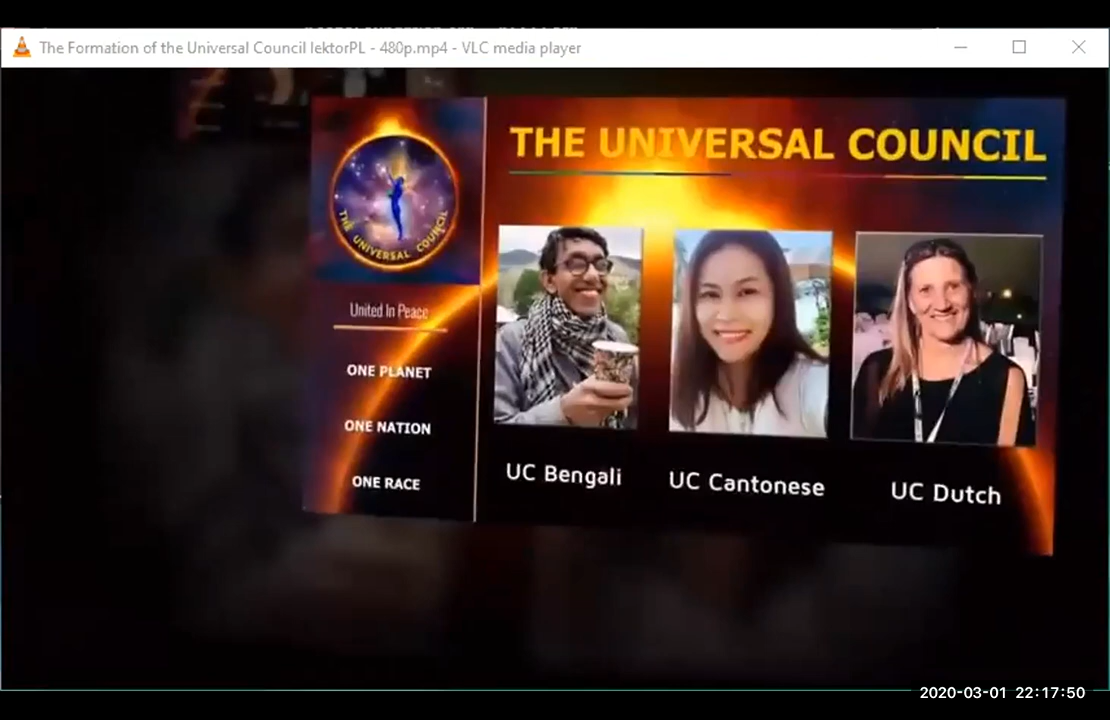 The Formation of the Universal Council lektorPL - 480p.mp4 - VLC media player
THE UNIVERSAL COUNCIL
THE UNIVERSAL COUNCIL
United In Peace
ONE PLANET
ONE NATION
ONE RACE
UC Bengali
UC Cantonese
UC Dutch
2020-03-01 22:17:50